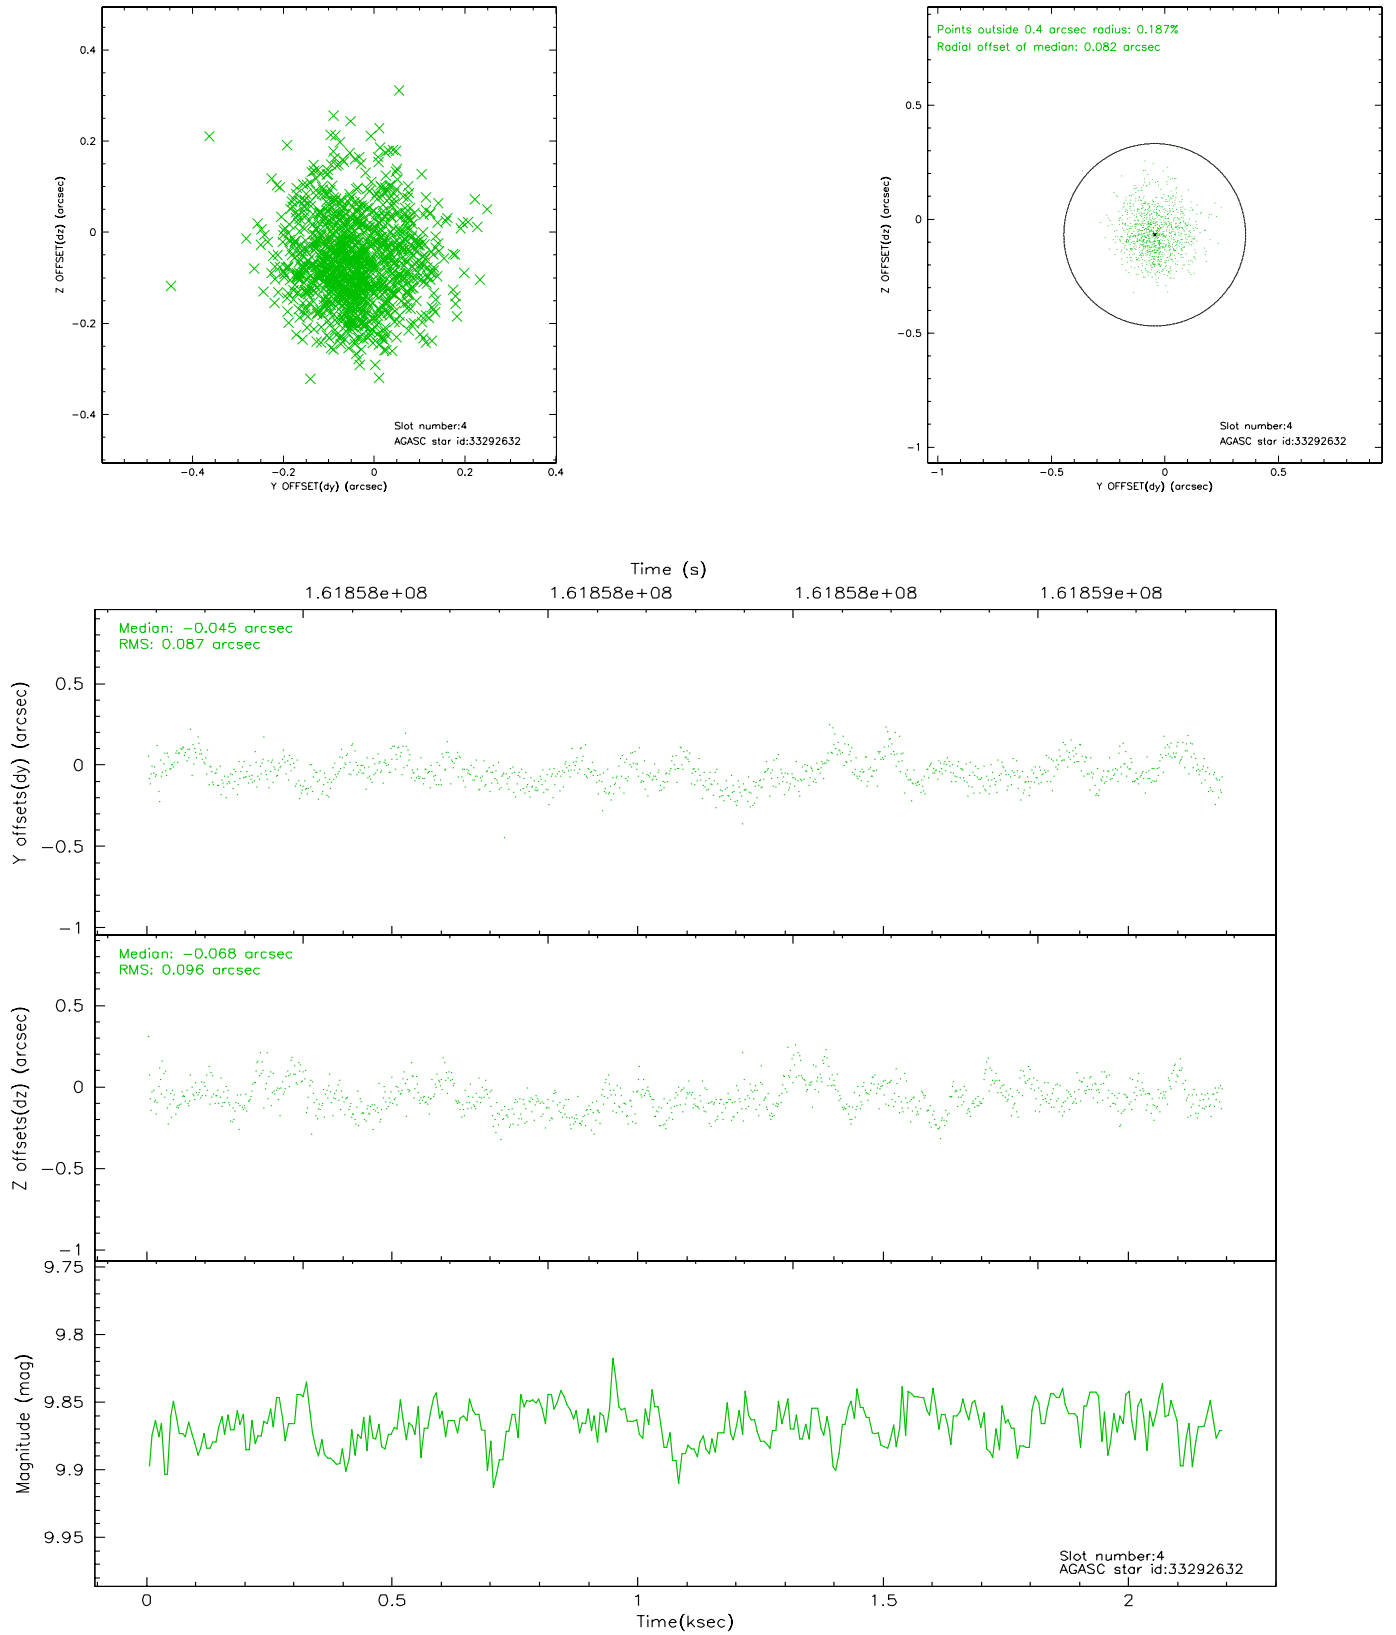 0.4
0.2
0
−0.2
−0.4
Z OFFSET(dz) (arcsec)
Slot number:4
AGASC star id:33292632
−0.4
−0.2
0
0.2
0.4
Y OFFSET(dy) (arcsec)
Points outside 0.4 arcsec radius: 0.187%
Radial offset of median: 0.082 arcsec
0.5
0
−0.5
−1
Z OFFSET(dz) (arcsec)
Slot number:4
AGASC star id:33292632
−1
−0.5
0
0.5
Y OFFSET(dy) (arcsec)
Time (s)
1.61858e+08
1.61858e+08
1.61858e+08
1.61859e+08
Median: −0.045 arcsec
RMS: 0.087 arcsec
0.5
0
−0.5
−1
Y offsets(dy) (arcsec)
Median: −0.068 arcsec
RMS: 0.096 arcsec
0.5
0
−0.5
−1
Z offsets(dz) (arcsec)
9.75
9.8
9.85
9.9
9.95
Magnitude (mag)
Slot number:4
AGASC star id:33292632
0
0.5
1
1.5
2
Time(ksec)